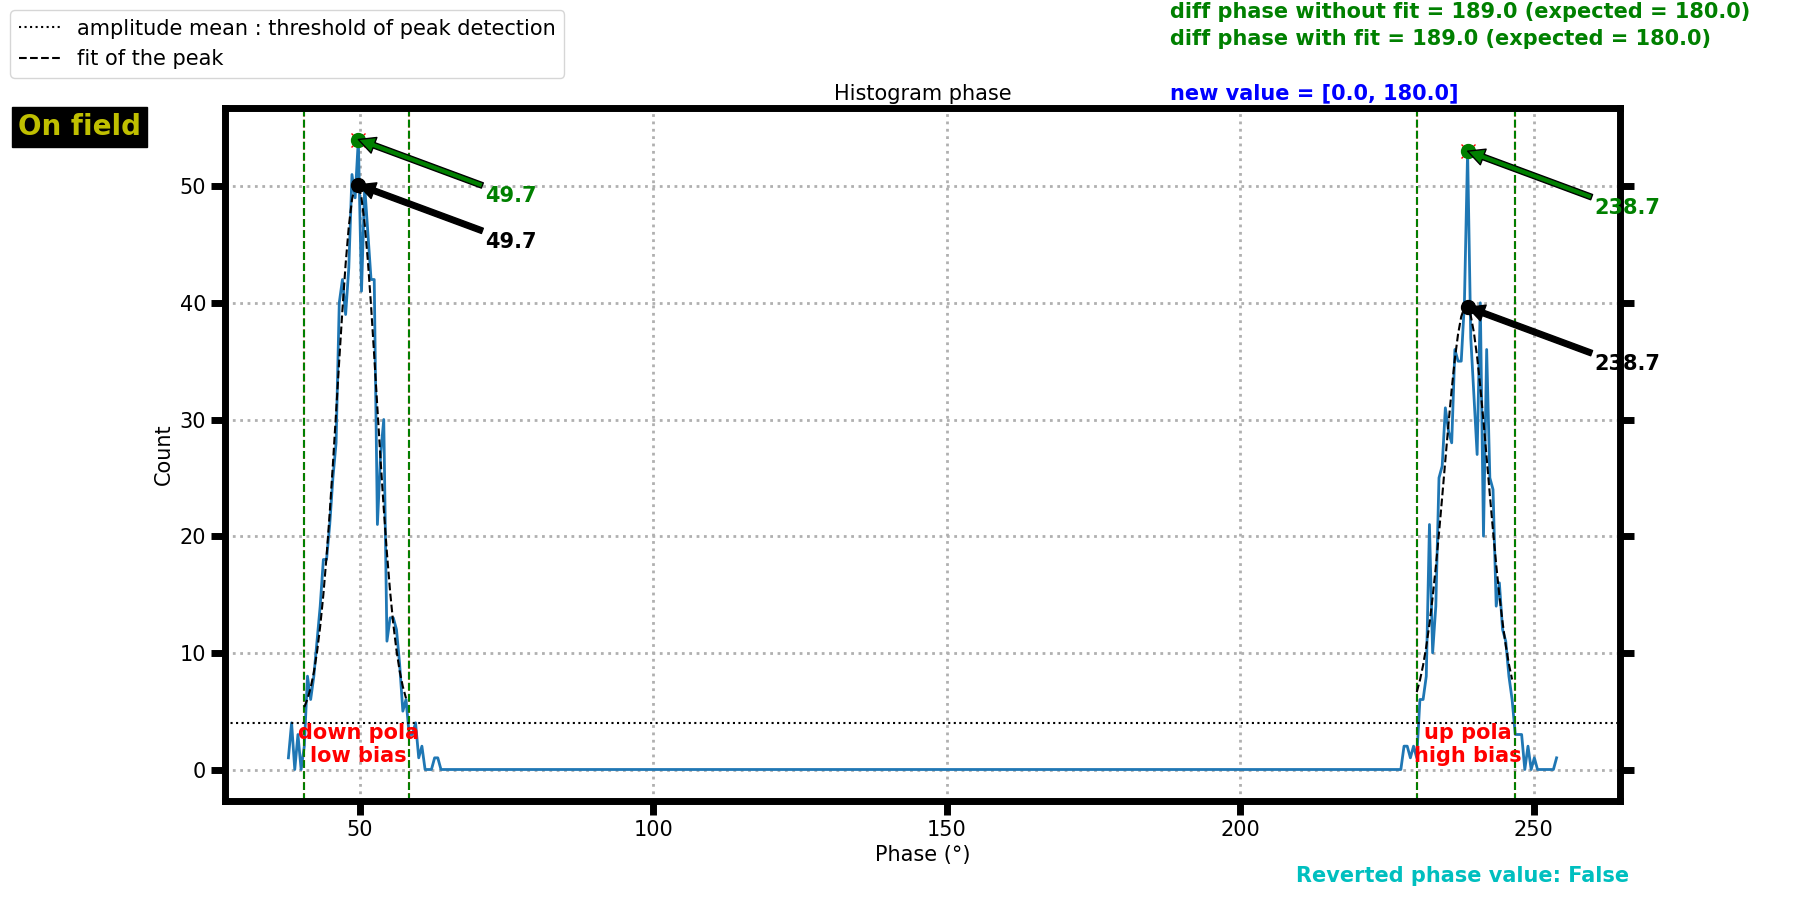 amplitude mean : threshold of peak detection
fit of the peak
diff phase without fit = 189.0 (expected = 180.0)
diff phase with fit = 189.0 (expected = 180.0)
new value = [0.0, 180.0]
Histogram phase
On field
49.7
49.7
238.7
238.7
50
40
30
20
10
0
Count
down pola
low bias
up pola
high bias
50
100
150
200
250
Phase (°)
Reverted phase value: False